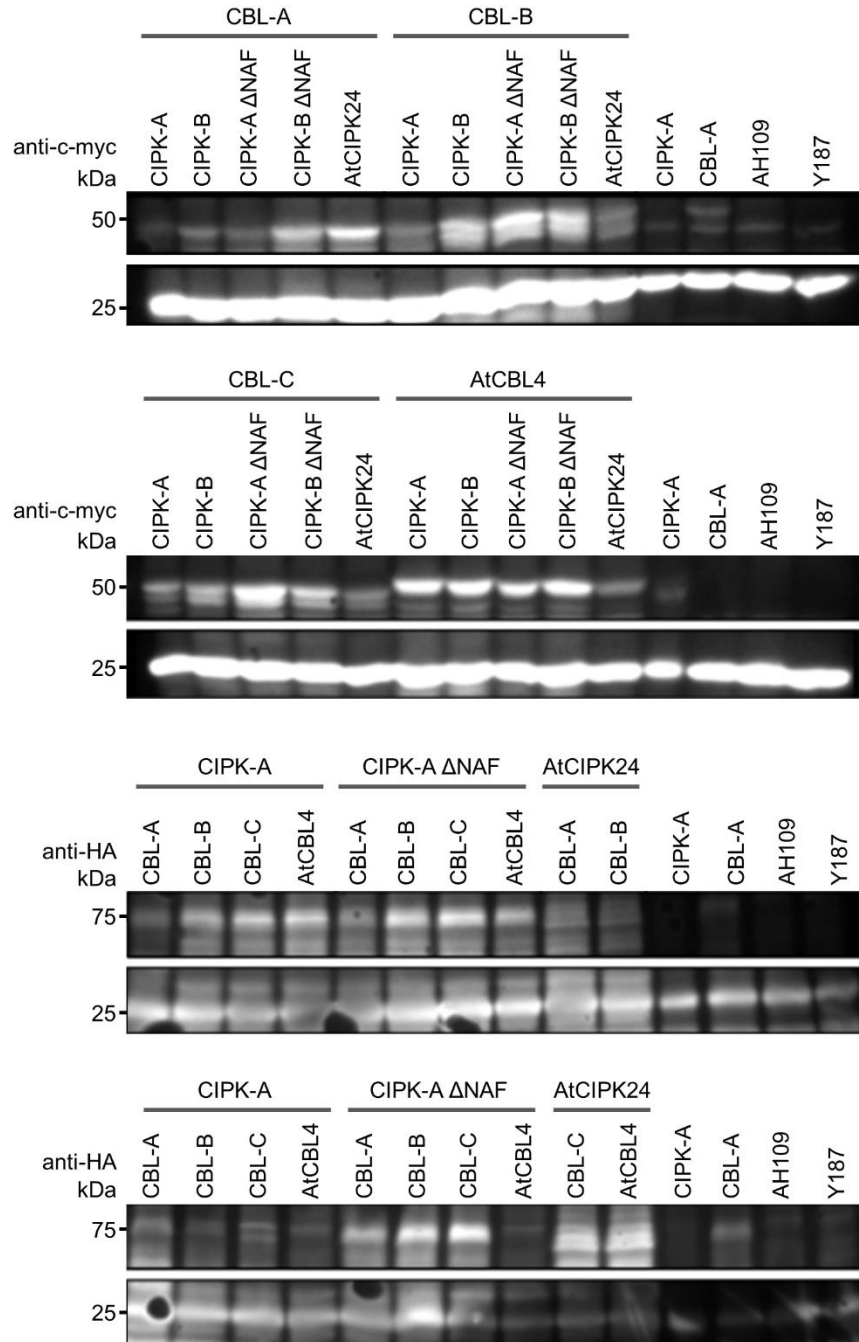 CBL-A CBL-B
anti-c-myc CIPK-A CIPK-B CIPK-A ΔNAF CIPK-B ΔNAF AtCIPK24 CIPK-A CIPK-B CIPK-A ΔNAF CIPK-B ΔNAF AtCIPK24 CIPK-A CBL-A AH109 Y187
kDa
50
25
CBL-C AtCBL4
anti-c-myc CIPK-A CIPK-B CIPK-A ΔNAF CIPK-B ΔNAF AtCIPK24 CIPK-A CIPK-B CIPK-A ΔNAF CIPK-B ΔNAF AtCIPK24 CIPK-A CBL-A AH109 Y187
kDa
50
25
CIPK-A CIPK-A ΔNAF AtCIPK24
anti-HA CBL-A CBL-B CBL-C AtCBL4 CBL-A CBL-B CBL-C AtCBL4 CBL-A CBL-B CIPK-A CBL-A AH109 Y187
kDa
75
25
CIPK-A CIPK-A ΔNAF AtCIPK24
anti-HA CBL-A CBL-B CBL-C AtCBL4 CBL-A CBL-B CBL-C AtCBL4 CBL-C AtCBL4 CIPK-A CBL-A AH109 Y187
kDa
75
25